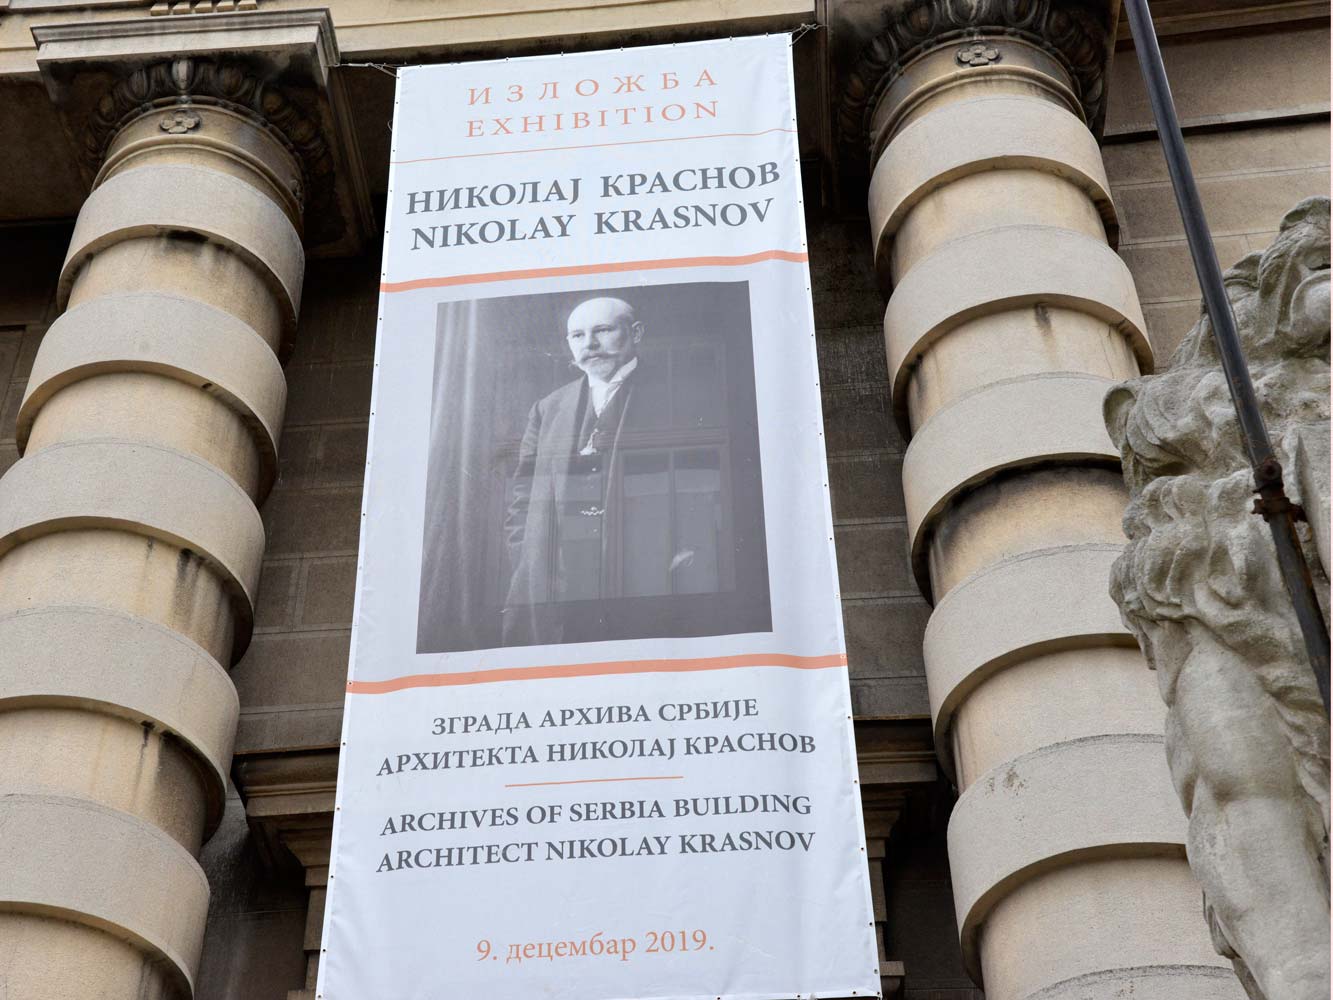 ИЗЛОЖБА
EXHIBITION
НИКОЛАЈ КРАСНОВ
NIKOLAY KRASNOV
ЗГРАДА АРХИВА СРБИЈЕ
АРХИТЕКТА НИКОЛАЈ КРАСНОВ
ARCHIVES OF SERBIA BUILDING
ARCHITECT NIKOLAY KRASNOV
9. децембар 2019.